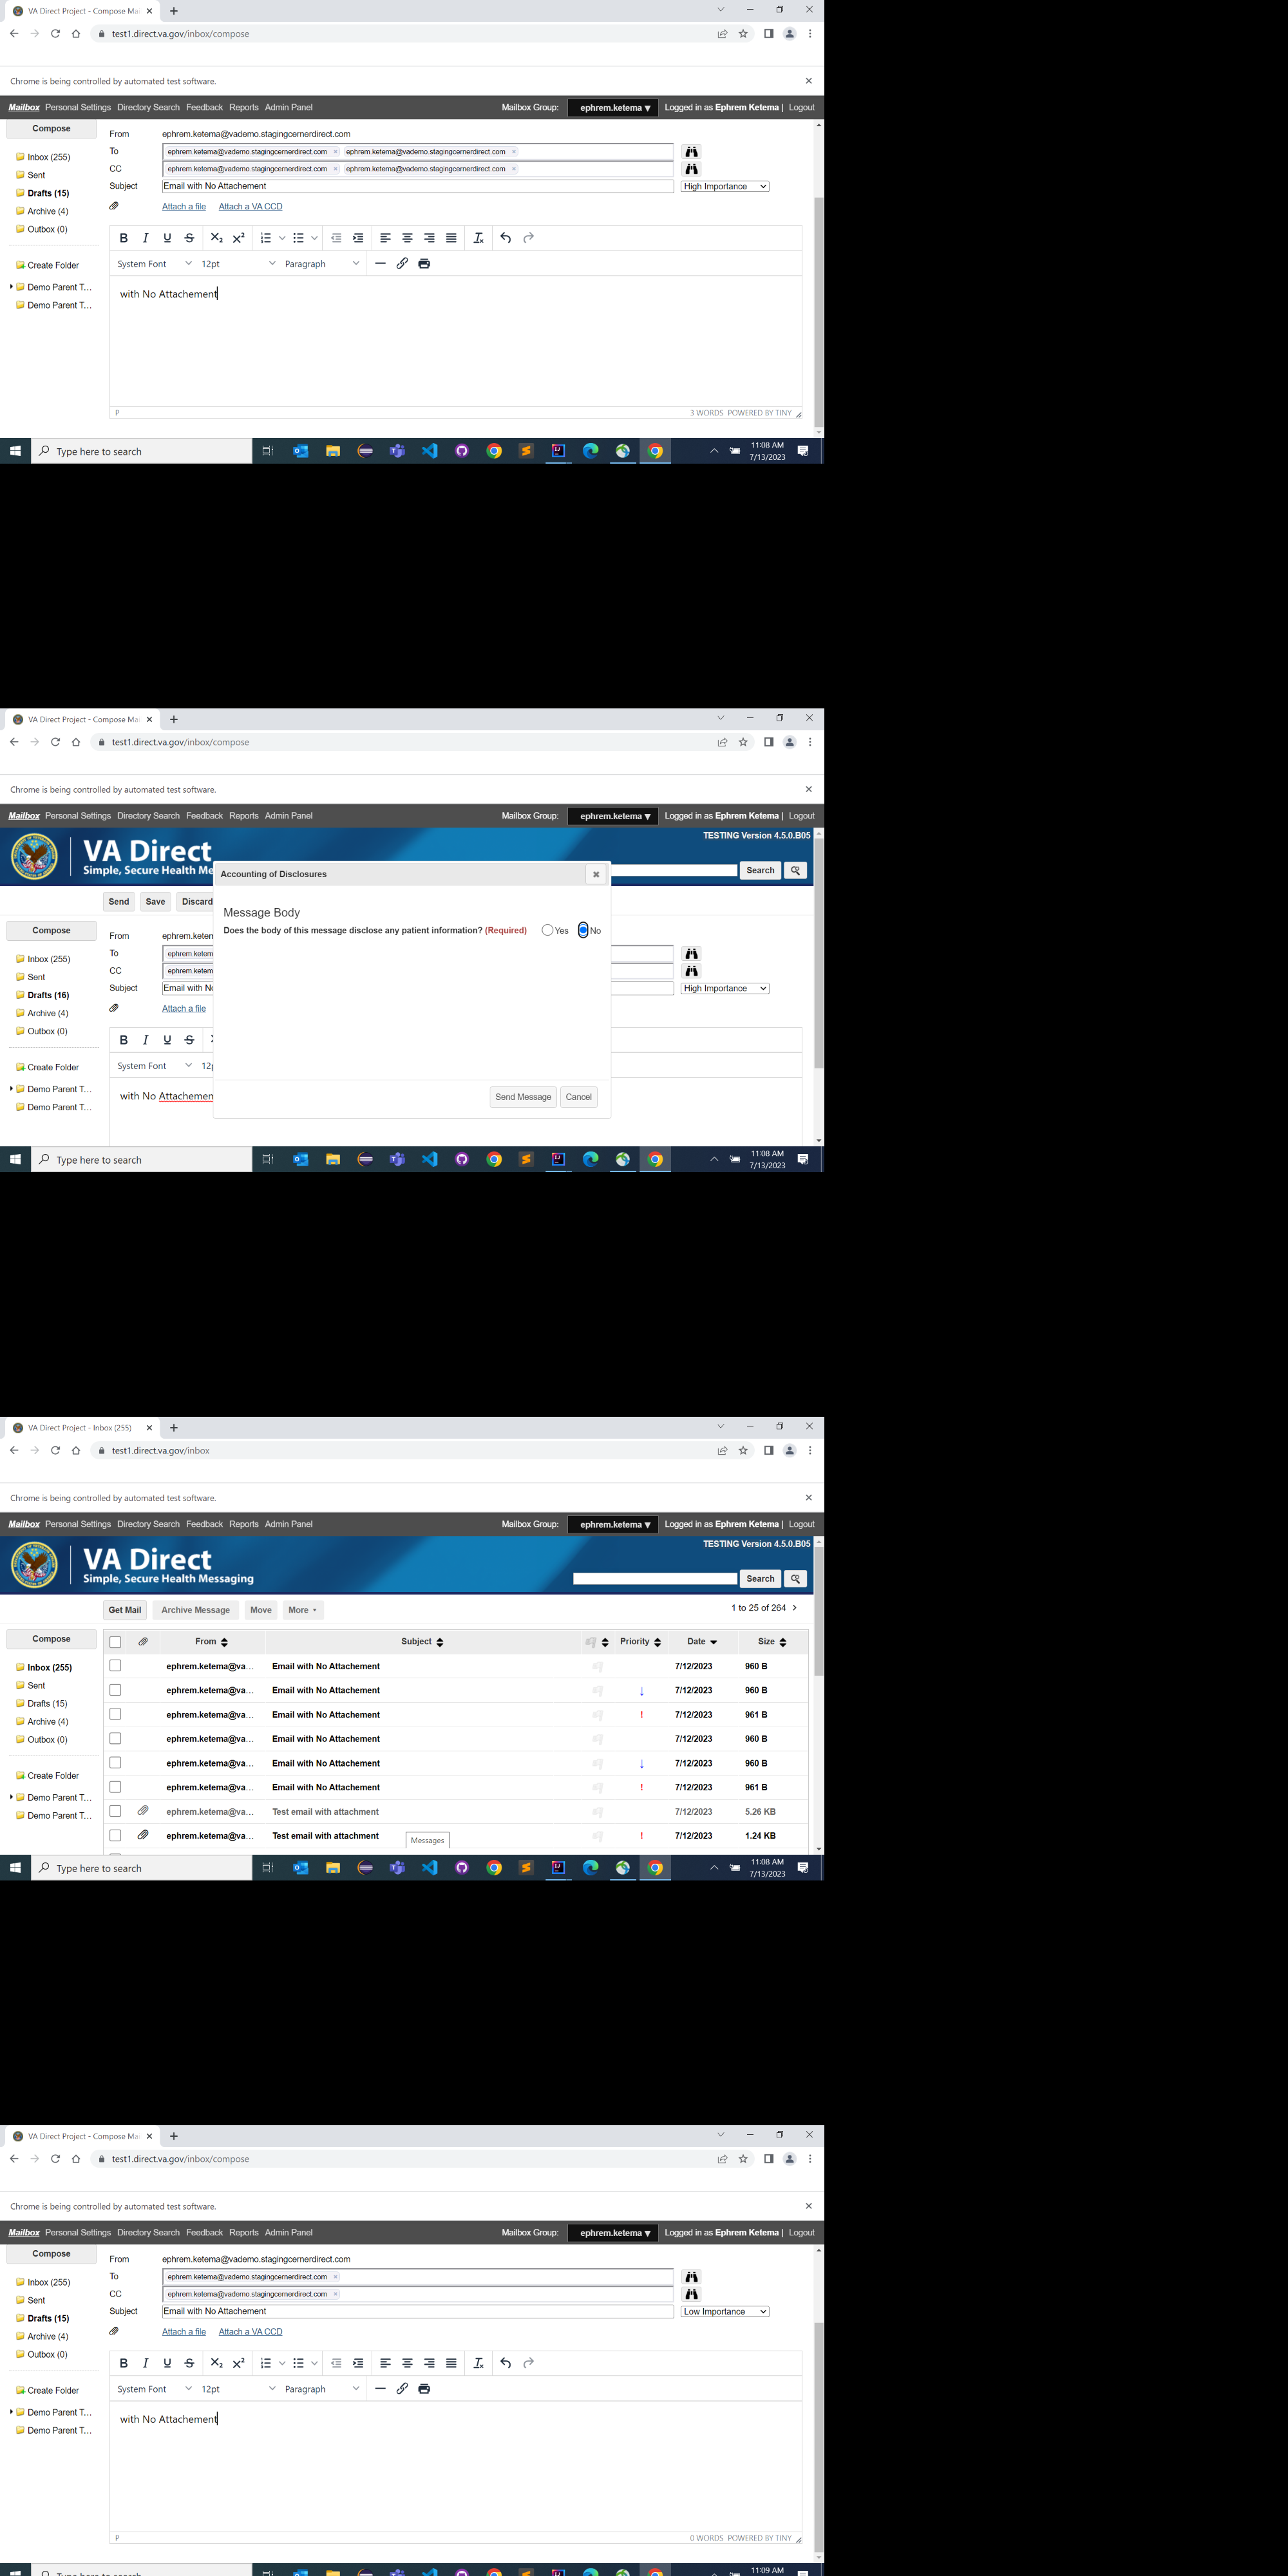 VA Direct Project - Compose Ma
test1.direct.va.gov/inbox/compose
Chrome is being controlled by automated test software.
Mailbox Personal Settings Directory Search Feedback Reports Admin Panel Mailbox Group: ephrem.ketema ▼ Logged in as Ephrem Ketema | Logout
Compose
From ephrem.ketema@vademo.stagingcernerdirect.com
To ephrem.ketema@vademo.stagingcernerdirect.com × ephrem.ketema@vademo.stagingcernerdirect.com ×
Inbox (255)
CC ephrem.ketema@vademo.stagingcernerdirect.com × ephrem.ketema@vademo.stagingcernerdirect.com ×
Sent
Subject Email with No Attachement High Importance
Drafts (15)
Attach a file Attach a VA CCD
Archive (4)
Outbox (0)
B I U S X₂ X²
Create Folder System Font 12pt Paragraph
Demo Parent T...
with No Attachement
Demo Parent T...
P 3 WORDS POWERED BY TINY
Type here to search
11:08 AM
7/13/2023
VA Direct Project - Compose Ma
test1.direct.va.gov/inbox/compose
Chrome is being controlled by automated test software.
Mailbox Personal Settings Directory Search Feedback Reports Admin Panel Mailbox Group: ephrem.ketema ▼ Logged in as Ephrem Ketema | Logout
TESTING Version 4.5.0.B05
VA Direct
Simple, Secure Health Me
Search
Accounting of Disclosures
Send Save Discard
Message Body
Does the body of this message disclose any patient information? (Required) Yes No
Compose
From ephrem.keter
To ephrem.ketem
Inbox (255)
CC ephrem.ketem
Sent
Subject Email with No High Importance
Drafts (16)
Attach a file
Archive (4)
Outbox (0)
B I U S
Create Folder System Font 12p
Demo Parent T...
with No Attachemen
Send Message Cancel
Demo Parent T...
Type here to search
11:08 AM
7/13/2023
VA Direct Project - Inbox (255)
test1.direct.va.gov/inbox
Chrome is being controlled by automated test software.
Mailbox Personal Settings Directory Search Feedback Reports Admin Panel Mailbox Group: ephrem.ketema ▼ Logged in as Ephrem Ketema | Logout
TESTING Version 4.5.0.B05
VA Direct
Simple, Secure Health Messaging
Search
Get Mail Archive Message Move More 1 to 25 of 264 >
Compose
From Subject Priority Date Size
Inbox (255)
ephrem.ketema@va... Email with No Attachement 7/12/2023 960 B
Sent
ephrem.ketema@va... Email with No Attachement ↓ 7/12/2023 960 B
Drafts (15)
Archive (4)
ephrem.ketema@va... Email with No Attachement ! 7/12/2023 961 B
Outbox (0)
ephrem.ketema@va... Email with No Attachement 7/12/2023 960 B
ephrem.ketema@va... Email with No Attachement ↓ 7/12/2023 960 B
Create Folder
ephrem.ketema@va... Email with No Attachement ! 7/12/2023 961 B
Demo Parent T...
ephrem.ketema@va... Test email with attachment 7/12/2023 5.26 KB
Demo Parent T...
ephrem.ketema@va... Test email with attachment ! 7/12/2023 1.24 KB
Messages
Type here to search
11:08 AM
7/13/2023
VA Direct Project - Compose Ma
test1.direct.va.gov/inbox/compose
Chrome is being controlled by automated test software.
Mailbox Personal Settings Directory Search Feedback Reports Admin Panel Mailbox Group: ephrem.ketema ▼ Logged in as Ephrem Ketema | Logout
Compose
From ephrem.ketema@vademo.stagingcernerdirect.com
To ephrem.ketema@vademo.stagingcernerdirect.com ×
Inbox (255)
CC ephrem.ketema@vademo.stagingcernerdirect.com ×
Sent
Subject Email with No Attachement Low Importance
Drafts (15)
Attach a file Attach a VA CCD
Archive (4)
Outbox (0)
B I U S X₂ X²
Create Folder System Font 12pt Paragraph
Demo Parent T...
with No Attachement
Demo Parent T...
P 0 WORDS POWERED BY TINY
Type here to search
11:09 AM